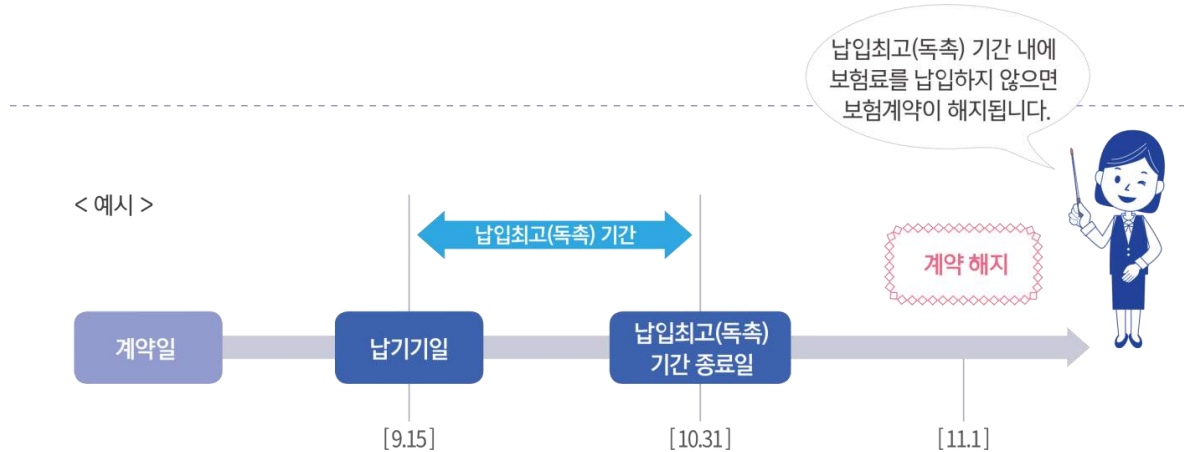 납입최고(독촉) 기간 내에
보험료를 납입하지 않으면
보험계약이 해지됩니다.
< 예시 >
납입최고(독촉) 기간
계약 해지
계약일
납기기일
납입최고(독촉)
기간 종료일
[9.15]
[10.31]
[11.1]